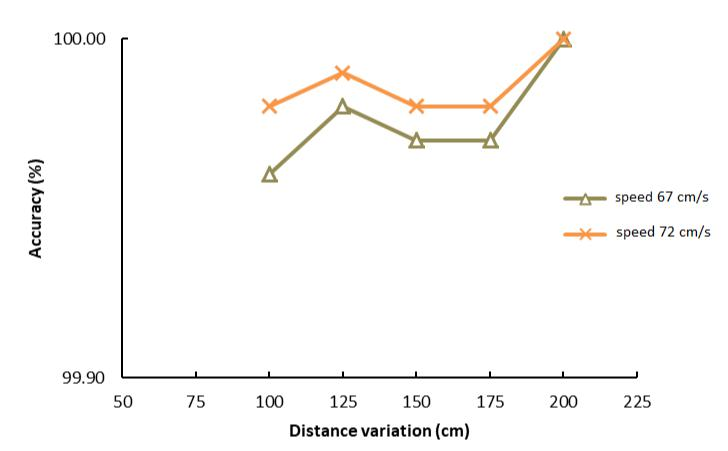 100.00
Accuracy (%)
speed 67 cm/s
speed 72 cm/s
99.90
50 75 100 125 150 175 200 225
Distance variation (cm)